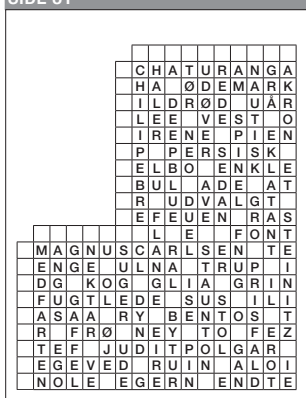 SIDE 61
CHATURANGA
HA ØDEMARK
ILDRØD UÅR
LEE VEST O
IRENE PIEN
P PERSISK
ELBO ENKLE
BUL ADE AT
R UDVALGT
EFEUEN RAS
L E FONT
MAGNUSCARLSEN TE
ENGE ULNA TRUP I
DG KOG GLIA GRIN
FUGTLEDE SUS ILI
ASAA RY BENTOS T
R FRØ NEY TO FEZ
TEF JUDITPOLGAR
EGEVED RUIN ALOI
NOLE EGERN ENDTE